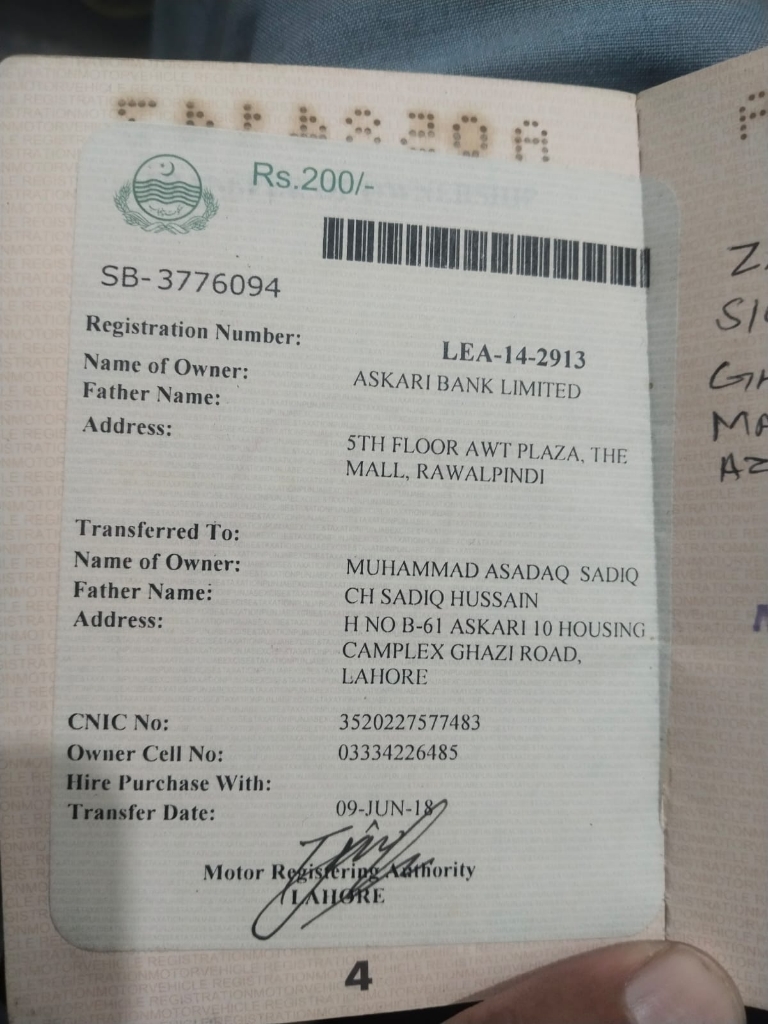 Rs.200/-
SB-3776094
Registration Number: LEA-14-2913
Name of Owner: ASKARI BANK LIMITED
Father Name:
Address: 5TH FLOOR AWT PLAZA, THE
MALL, RAWALPINDI
Transferred To:
Name of Owner: MUHAMMAD ASADAQ SADIQ
Father Name: CH SADIQ HUSSAIN
Address: H NO B-61 ASKARI 10 HOUSING
CAMPLEX GHAZI ROAD,
LAHORE
CNIC No: 3520227577483
Owner Cell No: 03334226485
Hire Purchase With:
Transfer Date: 09-JUN-18
Motor Registering Authority
LAHORE
4